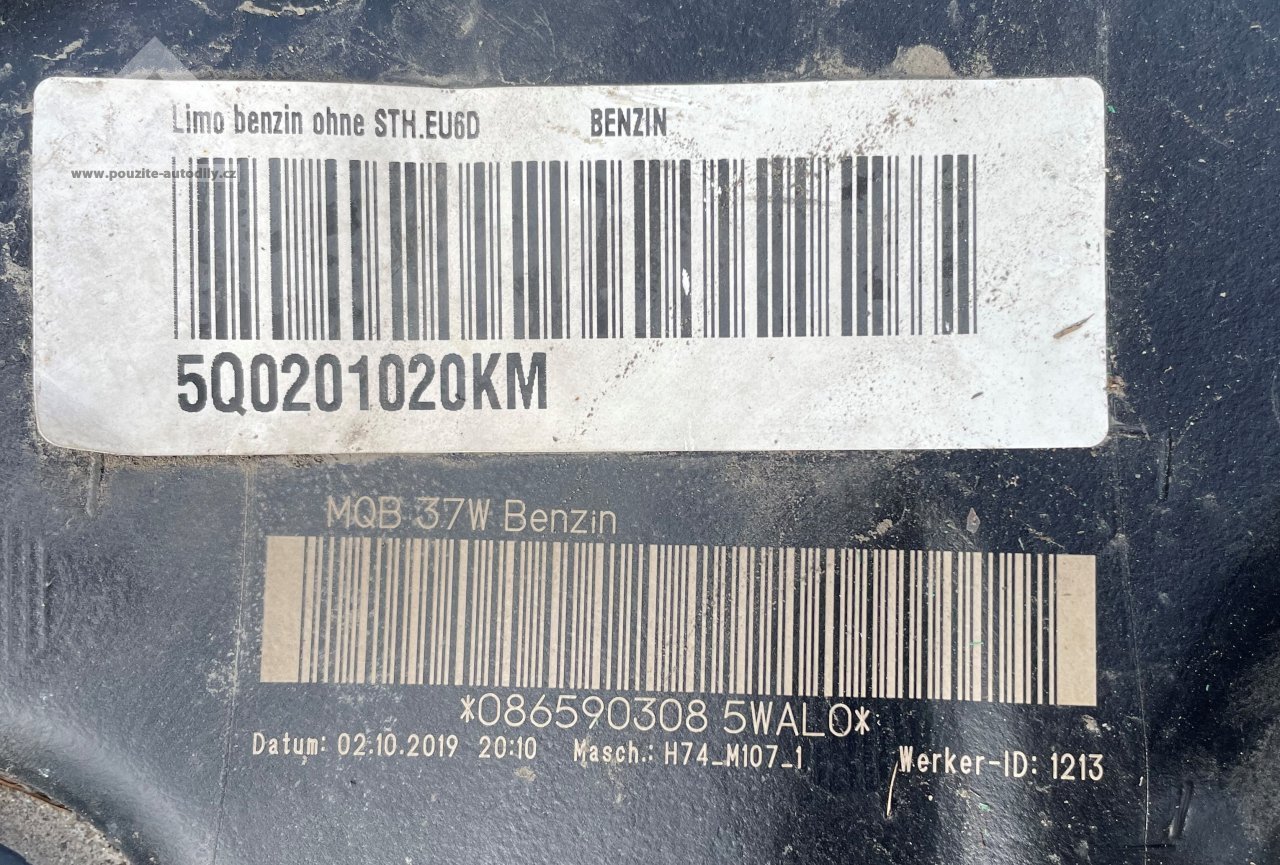 Limo benzin ohne STH.EU6D BENZIN
www.pouzite-autodily.cz
5Q0201020KM
MQB 37W Benzin
*086590308 5WAL0*
Datum: 02.10.2019 20:10 Masch.: H74_M107_1 Werker-ID: 1213